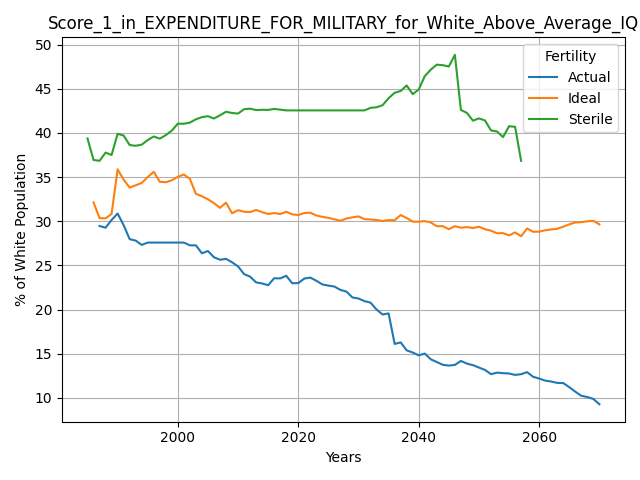 Score_1_in_EXPENDITURE_FOR_MILITARY_for_White_Above_Average_IQ
% of White Population
50
45
40
35
30
25
20
15
10
Fertility
Actual
Ideal
Sterile
2000
2020
2040
2060
Years